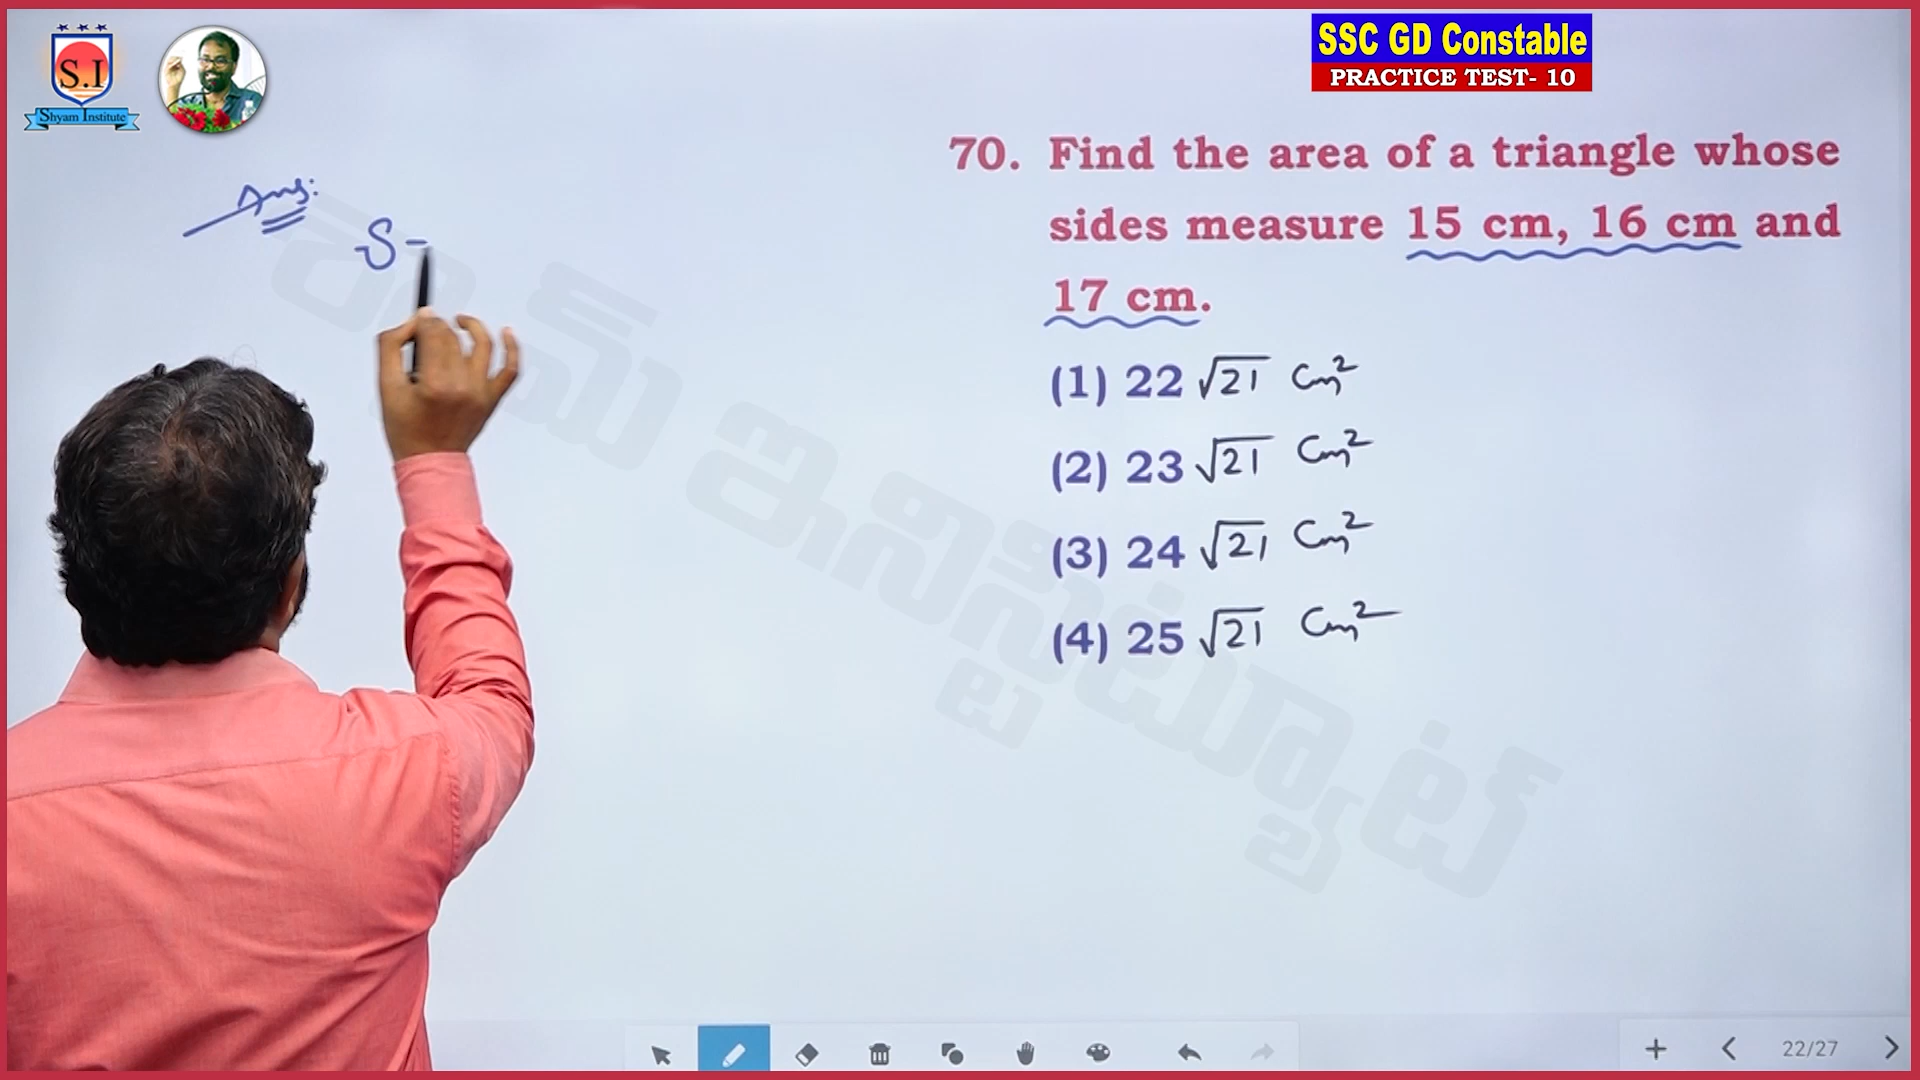 S.I
Shyam Institute
SSC GD Constable
PRACTICE TEST- 10
Ans:
S =
70. Find the area of a triangle whose
sides measure 15 cm, 16 cm and
17 cm.
(1) 22 √21 cm²
(2) 23 √21 cm²
(3) 24 √21 cm²
(4) 25 √21 cm²
శ్యామ్ ఇన్‌స్టిట్యూట్
22/27